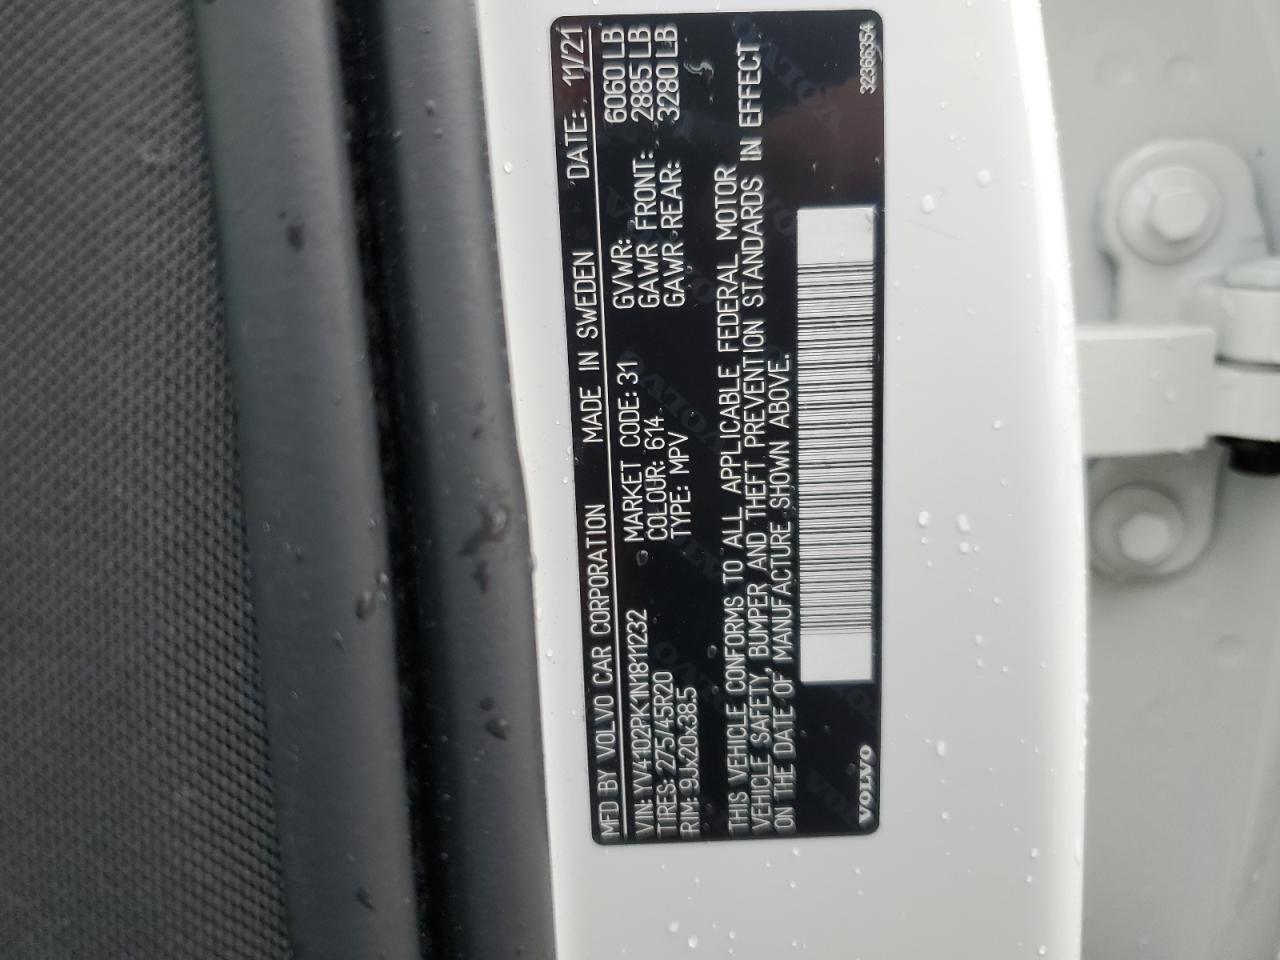 MFD BY VOLVO CAR CORPORATION MADE IN SWEDEN DATE: 11/21
VIN: YV4102PK1N1811232 MARKET CODE: 31 GVWR: 6060 LB
TIRES: 275/45R20 COLOUR: 614 GAWR FRONT: 2885 LB
RIM: 9Jx20x38.5 TYPE: MPV GAWR REAR: 3280 LB
THIS VEHICLE CONFORMS TO ALL APPLICABLE FEDERAL MOTOR
VEHICLE SAFETY, BUMPER AND THEFT PREVENTION STANDARDS IN EFFECT
ON THE DATE OF MANUFACTURE SHOWN ABOVE.
VOLVO 32366354